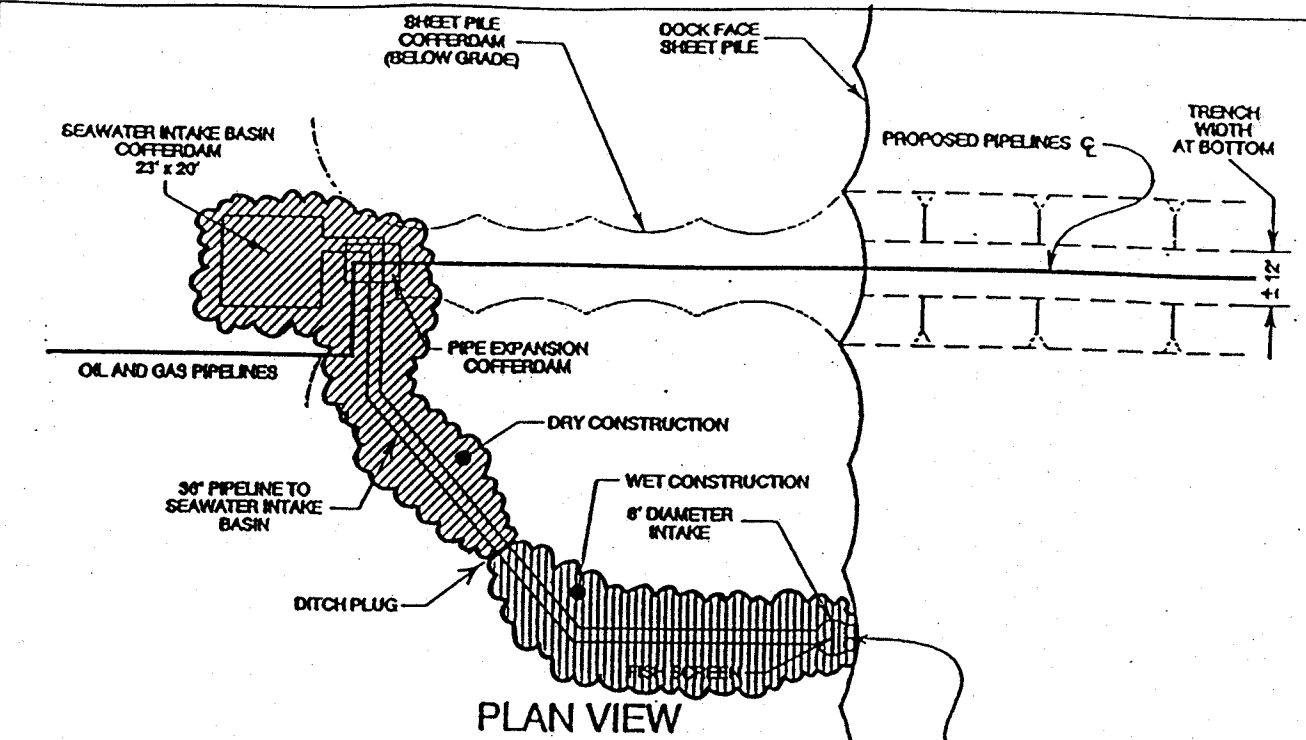 SHEET PILE
COFFERDAM
(BELOW GRADE)
DOCK FACE
SHEET PILE
SEAWATER INTAKE BASIN
COFFERDAM
23' x 20'
PROPOSED PIPELINES ℄
TRENCH
WIDTH
AT BOTTOM
± 12'
OIL AND GAS PIPELINES
PIPE EXPANSION
COFFERDAM
DRY CONSTRUCTION
36" PIPELINE TO
SEAWATER INTAKE
BASIN
WET CONSTRUCTION
6' DIAMETER
INTAKE
DITCH PLUG
FISH SCREEN
PLAN VIEW